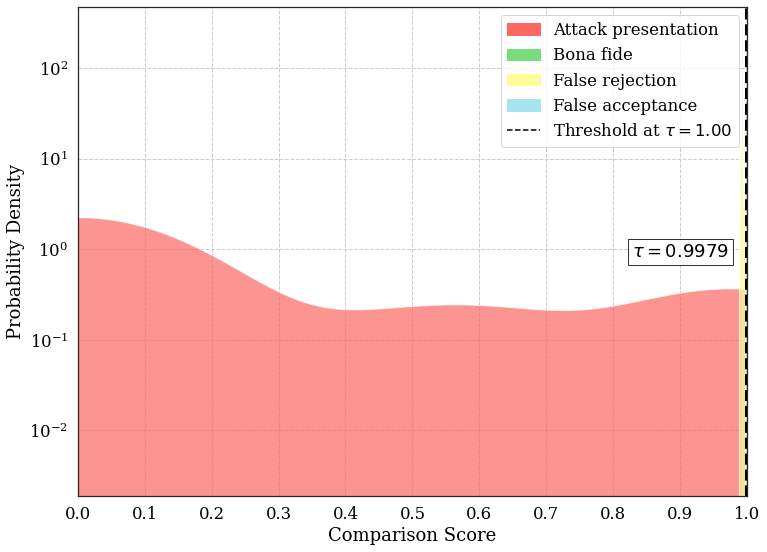 Attack presentation
Bona fide
False rejection
False acceptance
Threshold at τ = 1.00
τ = 0.9979
Probability Density
10²
10¹
10⁰
10⁻¹
10⁻²
0.0 0.1 0.2 0.3 0.4 0.5 0.6 0.7 0.8 0.9 1.0
Comparison Score